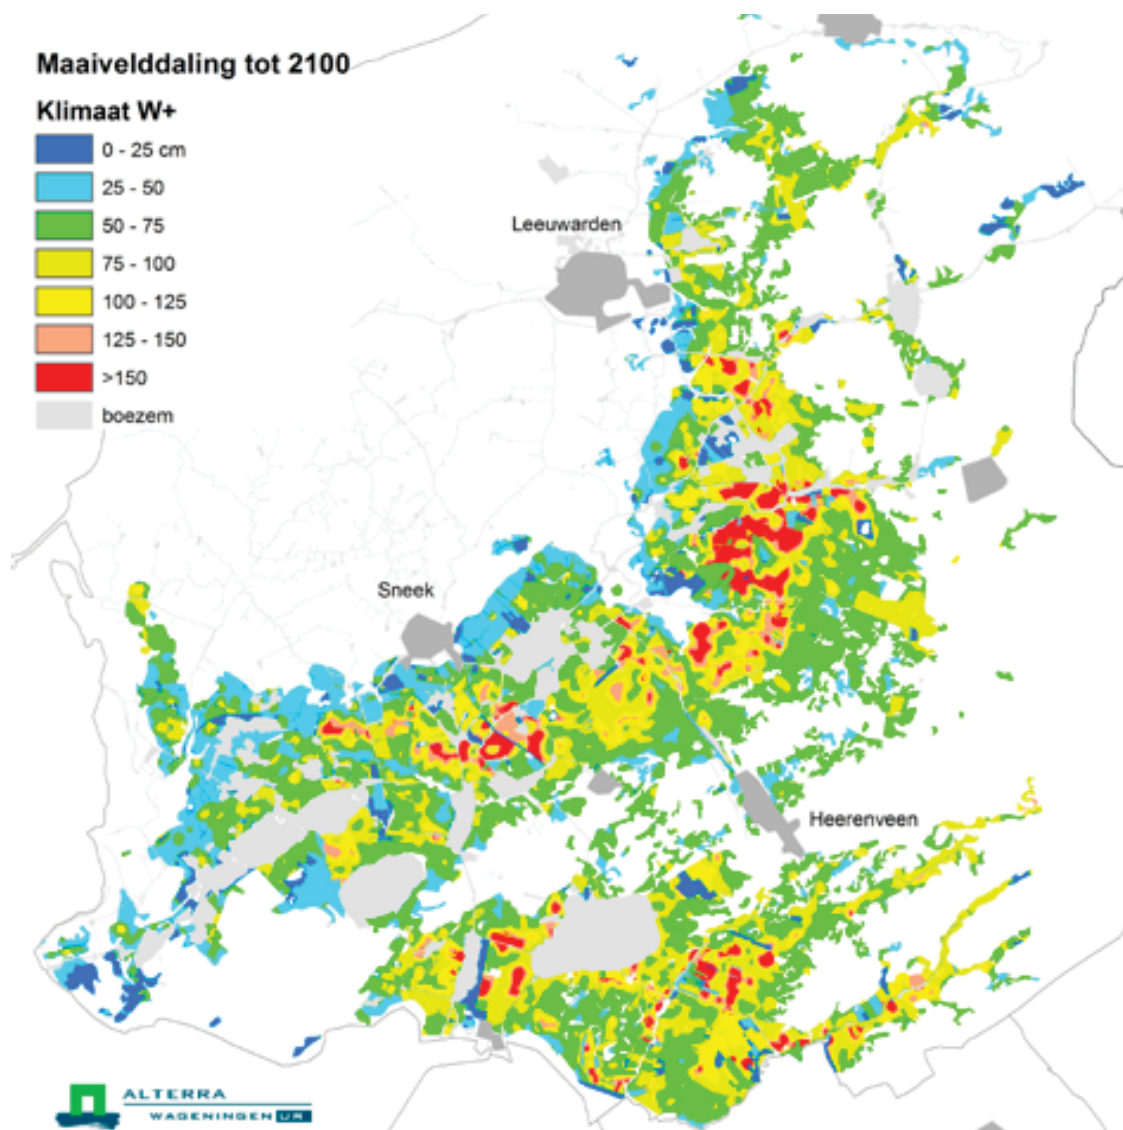 Maaivelddaling tot 2100
Klimaat W+
0 - 25 cm
25 - 50
50 - 75
75 - 100
100 - 125
125 - 150
>150
boezem
Leeuwarden
Sneek
Heerenveen
ALTERRA
WAGENINGEN UR